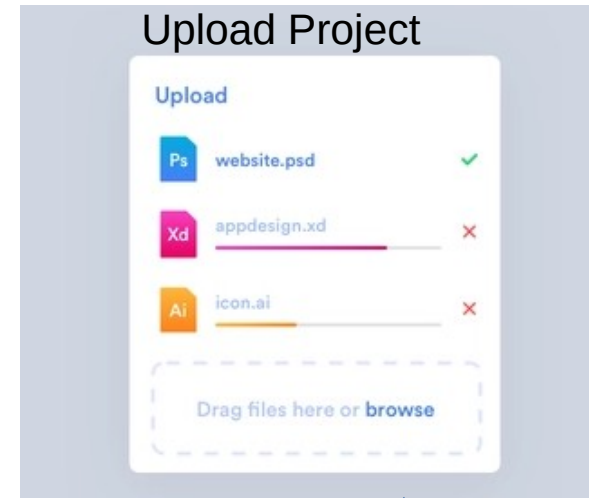 Upload Project
Upload
Ps website.psd
Xd appdesign.xd
Ai icon.ai
Drag files here or browse